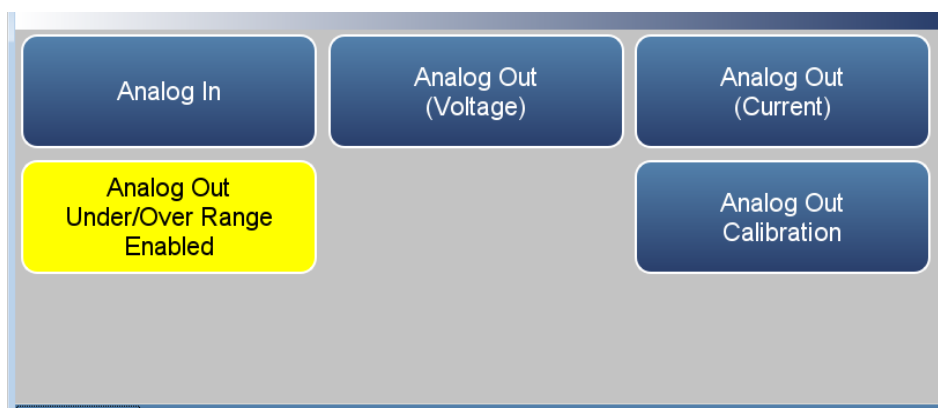 Analog In
Analog Out
(Voltage)
Analog Out
(Current)
Analog Out
Under/Over Range
Enabled
Analog Out
Calibration